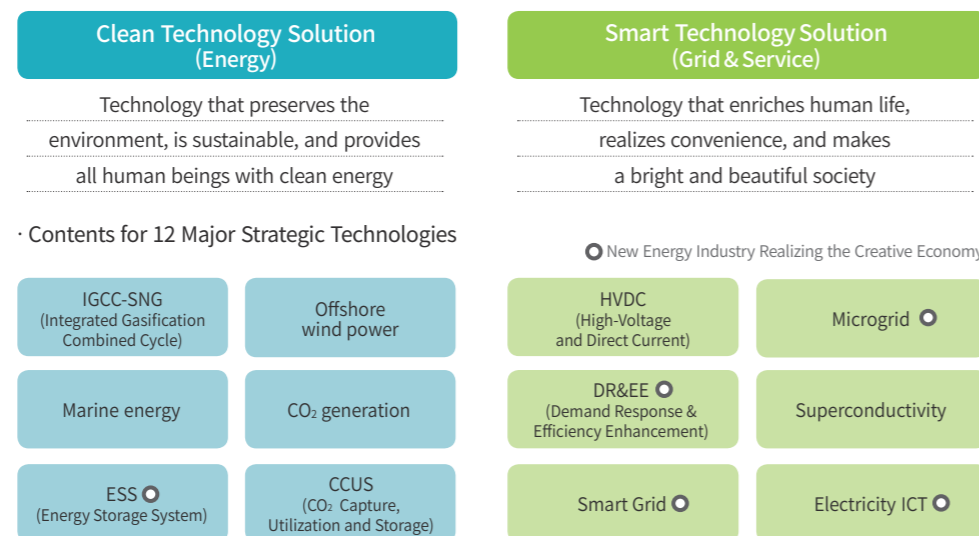 Clean Technology Solution
(Energy)
Technology that preserves the
environment, is sustainable, and provides
all human beings with clean energy
Smart Technology Solution
(Grid & Service)
Technology that enriches human life,
realizes convenience, and makes
a bright and beautiful society
· Contents for 12 Major Strategic Technologies
New Energy Industry Realizing the Creative Economy
IGCC-SNG
(Integrated Gasification
Combined Cycle)
Offshore
wind power
HVDC
(High-Voltage
and Direct Current)
Microgrid
Marine energy
CO₂ generation
DR&EE
(Demand Response &
Efficiency Enhancement)
Superconductivity
ESS
(Energy Storage System)
CCUS
(CO₂ Capture,
Utilization and Storage)
Smart Grid
Electricity ICT